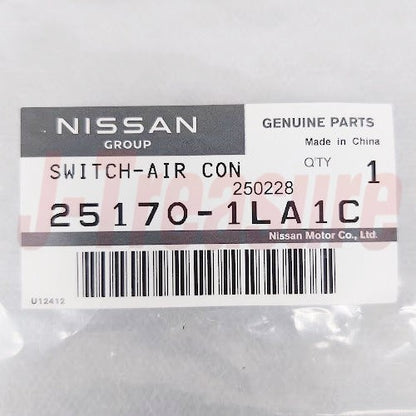 NISSAN
GROUP
GENUINE PARTS
Made in China
SWITCH-AIR CON
QTY 1
250228
25170-1LA1C
Nissan Motor Co., Ltd.
U12412
J-Treasure